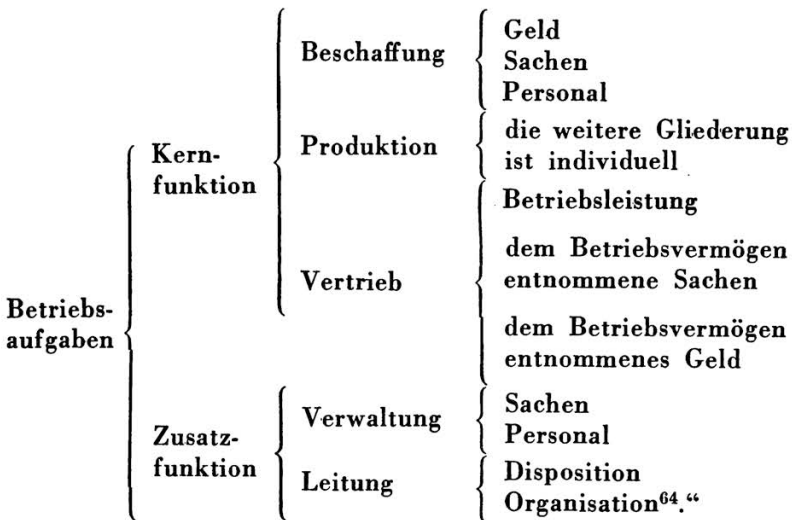 Betriebs-
aufgaben
Kern-
funktion
Beschaffung
Geld
Sachen
Personal
Produktion
die weitere Gliederung
ist individuell
Vertrieb
Betriebsleistung
dem Betriebsvermögen
entnommene Sachen
dem Betriebsvermögen
entnommenes Geld
Zusatz-
funktion
Verwaltung
Sachen
Personal
Leitung
Disposition
Organisation⁶⁴.“